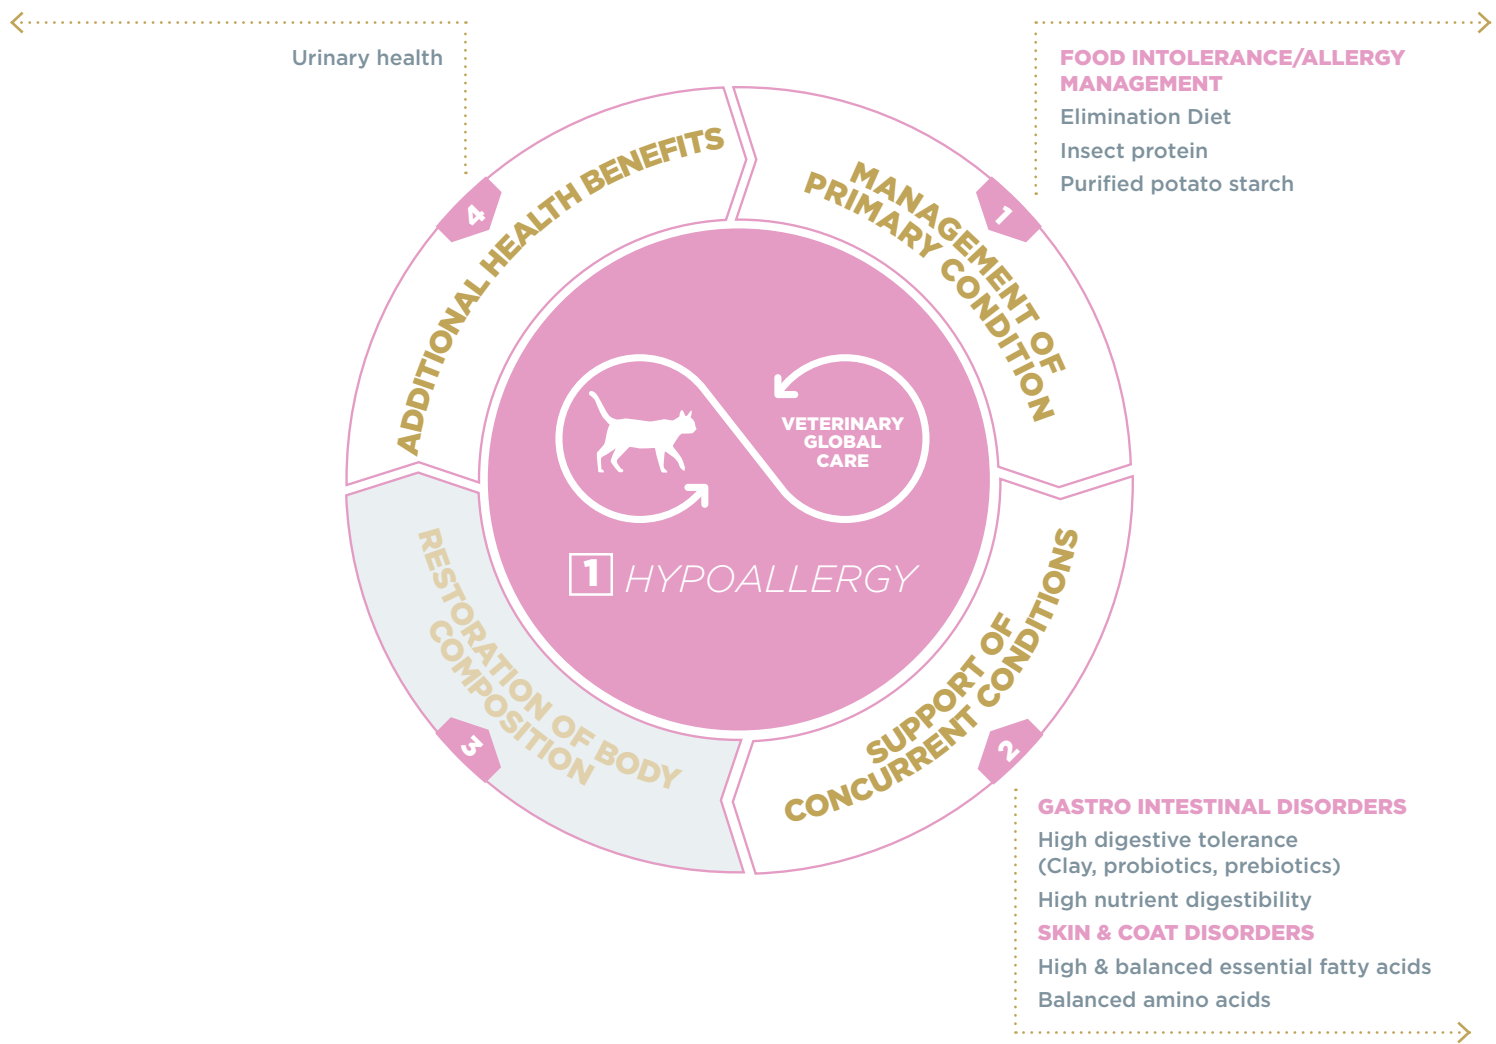 Urinary health
FOOD INTOLERANCE/ALLERGY
MANAGEMENT
Elimination Diet
Insect protein
Purified potato starch
4
ADDITIONAL HEALTH BENEFITS
1
MANAGEMENT OF
PRIMARY CONDITION
VETERINARY
GLOBAL
CARE
1 HYPOALLERGY
3
RESTORATION OF BODY
COMPOSITION
2
SUPPORT OF
CONCURRENT CONDITIONS
GASTRO INTESTINAL DISORDERS
High digestive tolerance
(Clay, probiotics, prebiotics)
High nutrient digestibility
SKIN & COAT DISORDERS
High & balanced essential fatty acids
Balanced amino acids